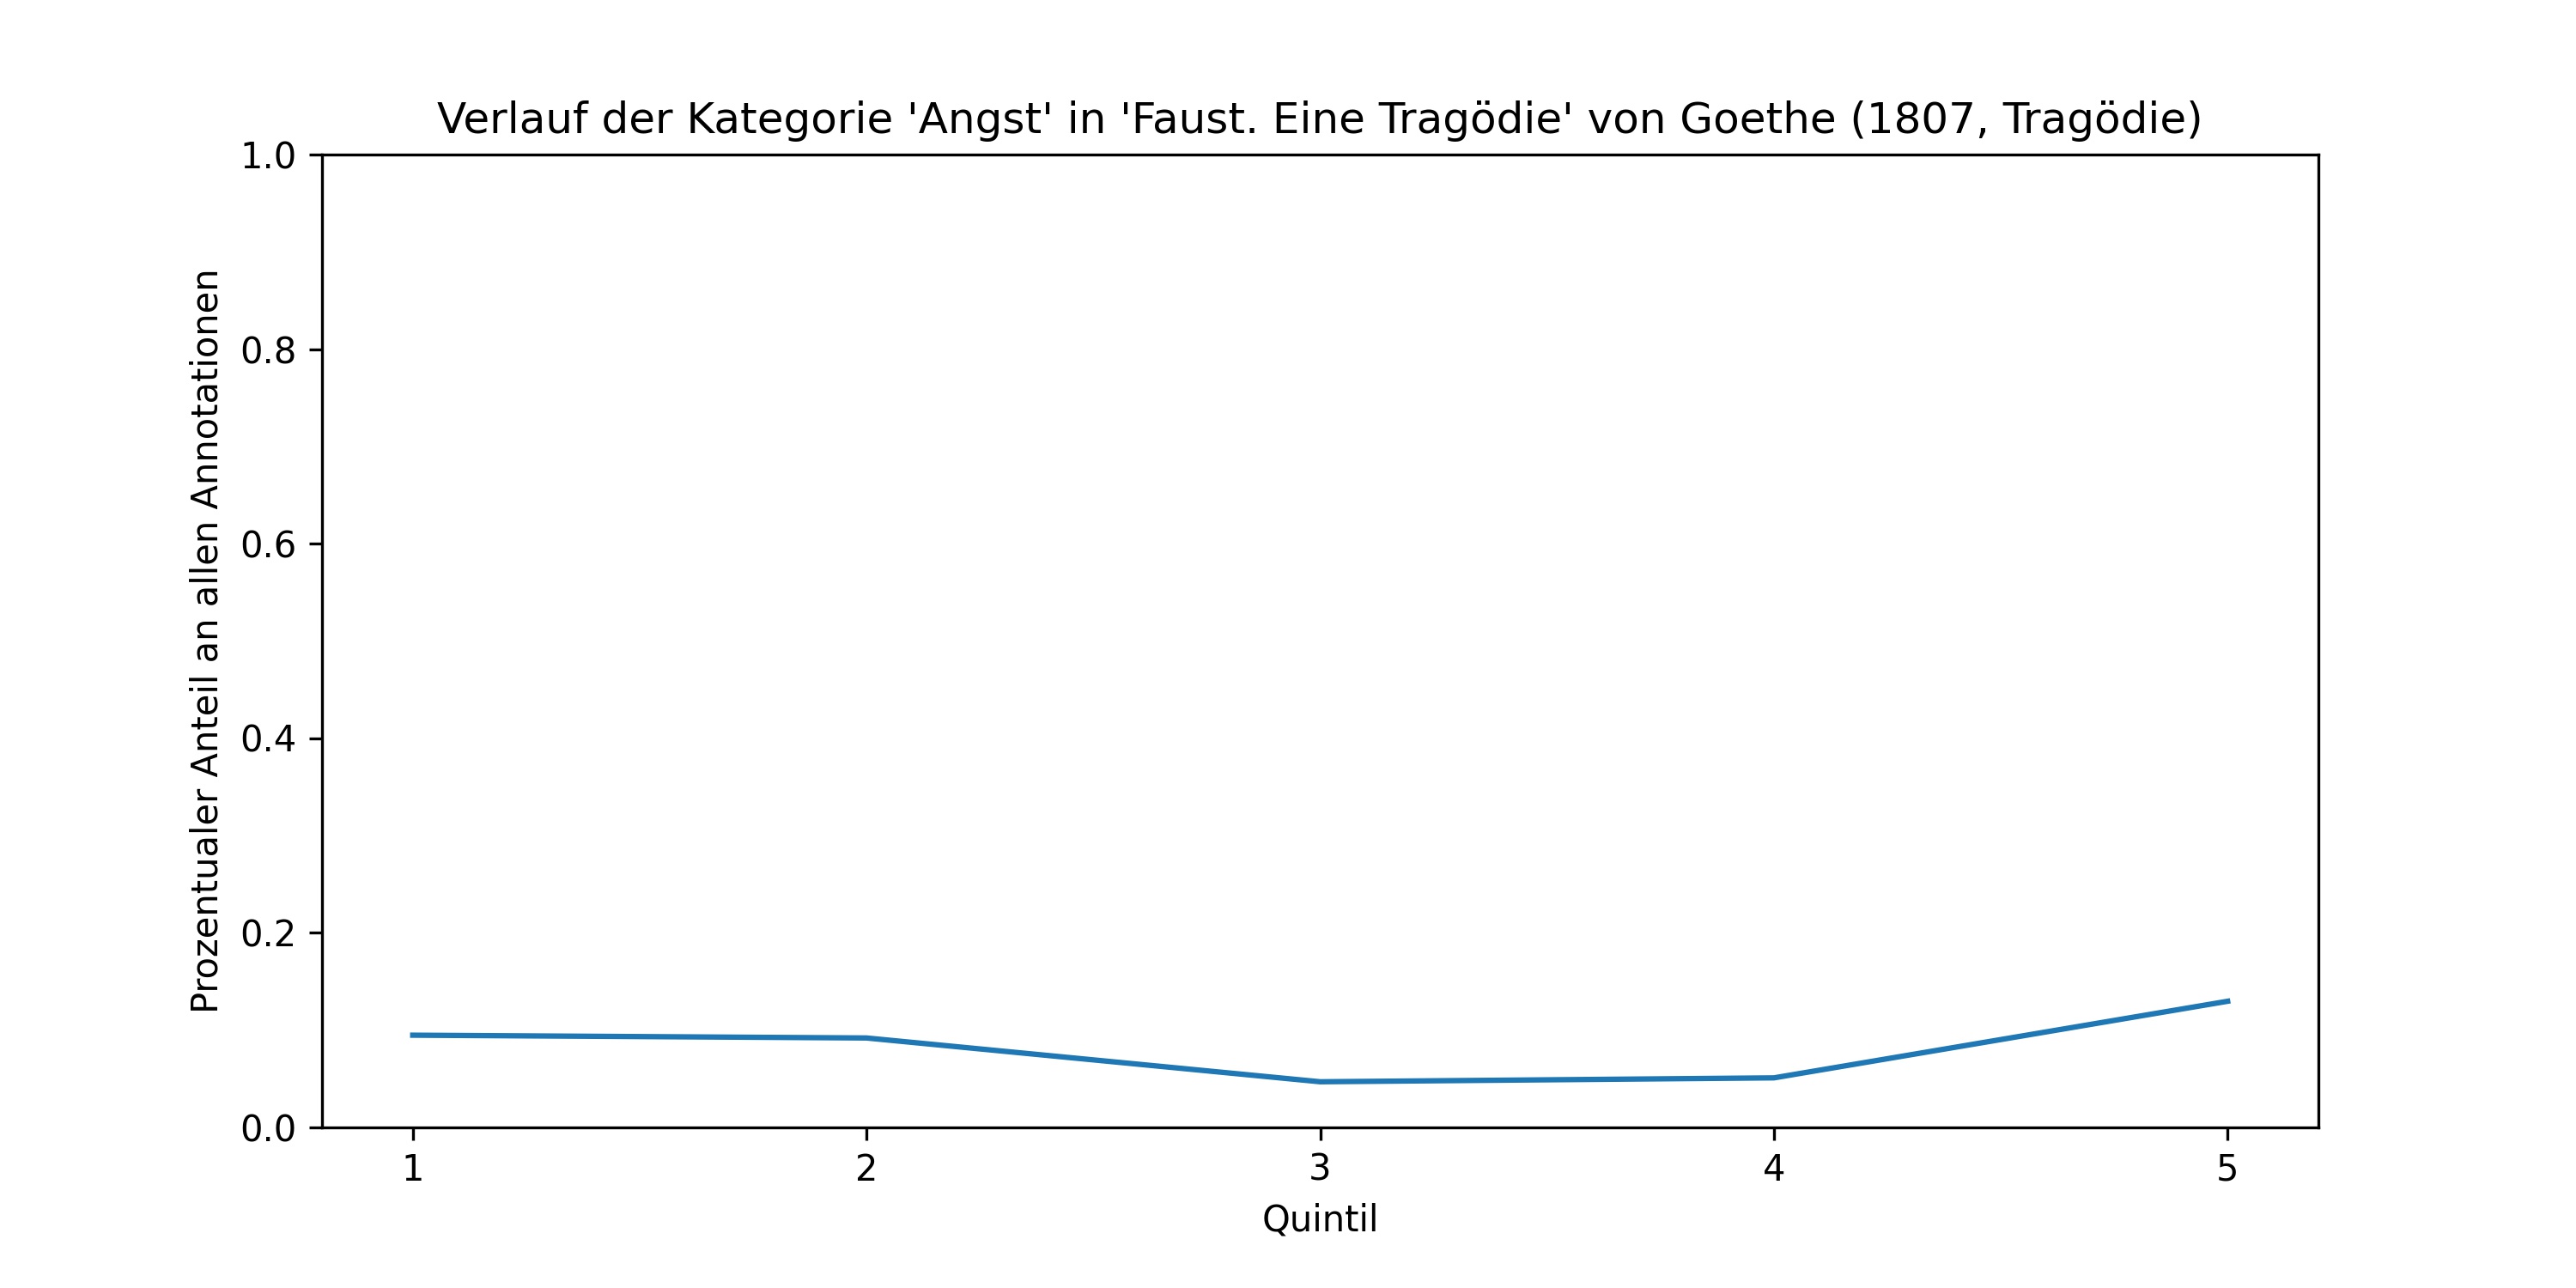 Verlauf der Kategorie 'Angst' in 'Faust. Eine Tragödie' von Goethe (1807, Tragödie)
Prozentualer Anteil an allen Annotationen
1.0
0.8
0.6
0.4
0.2
0.0
1 2 3 4 5
Quintil